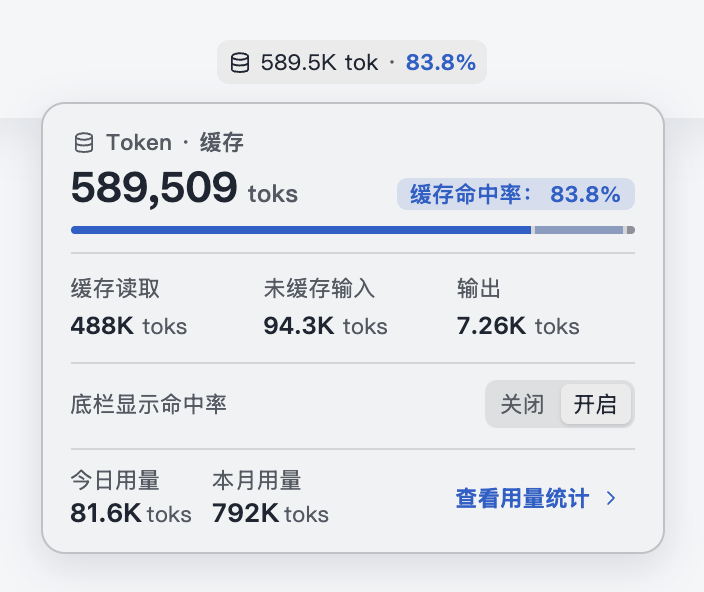 589.5K tok · 83.8%
Token · 缓存
589,509 toks 缓存命中率： 83.8%
缓存读取 未缓存输入 输出
488K toks 94.3K toks 7.26K toks
底栏显示命中率 关闭 开启
今日用量 本月用量
81.6K toks 792K toks 查看用量统计